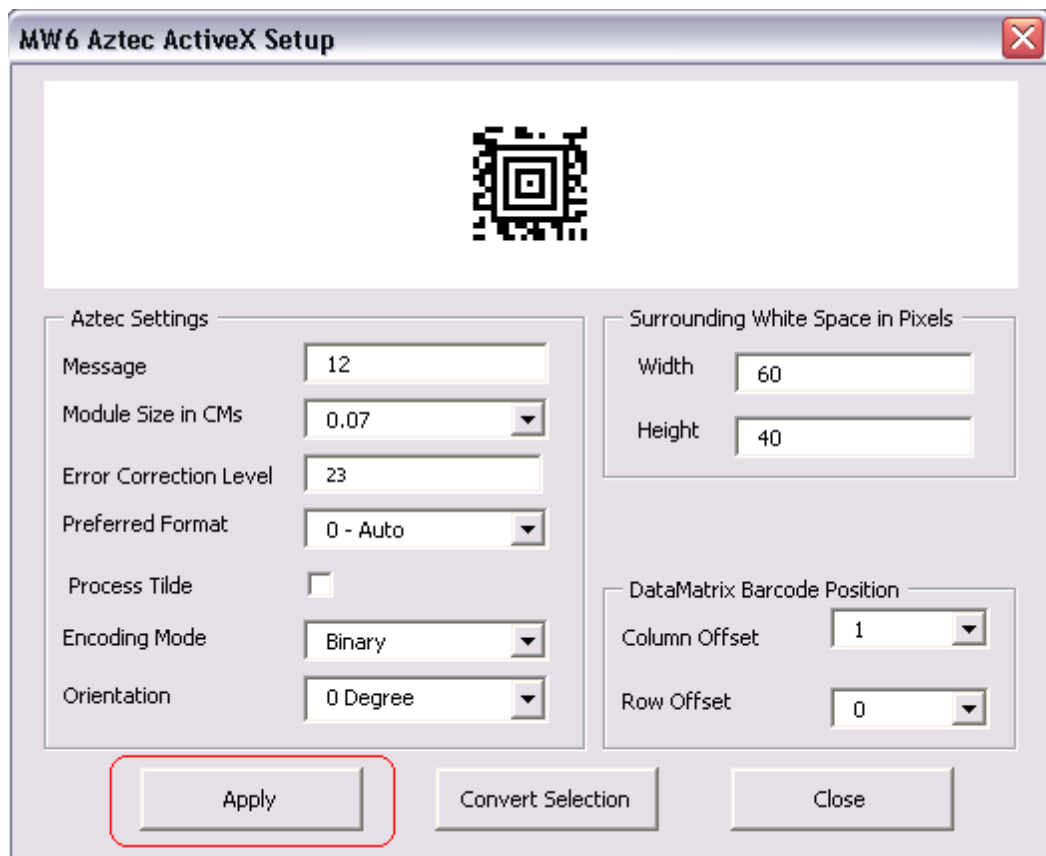 MW6 Aztec ActiveX Setup
Aztec Settings
Message 12
Module Size in CMs 0.07
Error Correction Level 23
Preferred Format 0 - Auto
Process Tilde
Encoding Mode Binary
Orientation 0 Degree
Surrounding White Space in Pixels
Width 60
Height 40
DataMatrix Barcode Position
Column Offset 1
Row Offset 0
Apply Convert Selection Close